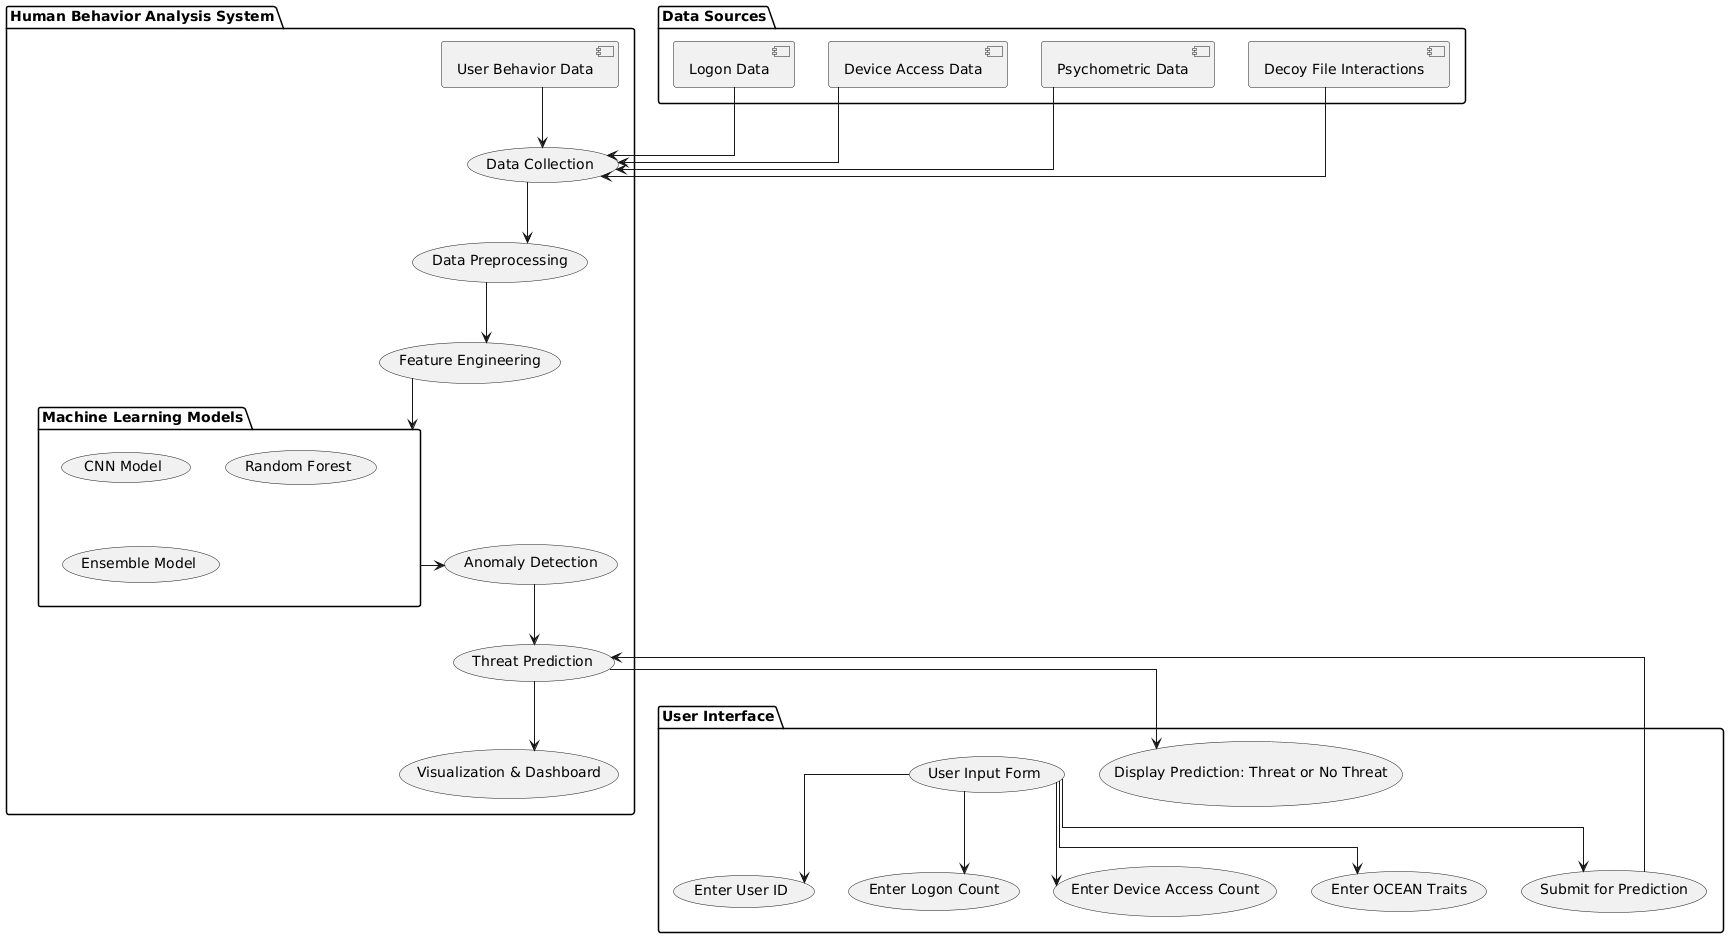 Human Behavior Analysis System
Data Sources
User Behavior Data
Logon Data
Device Access Data
Psychometric Data
Decoy File Interactions
Data Collection
Data Preprocessing
Feature Engineering
Machine Learning Models
CNN Model
Random Forest
Ensemble Model
Anomaly Detection
Threat Prediction
User Interface
Visualization & Dashboard
User Input Form
Display Prediction: Threat or No Threat
Enter User ID
Enter Logon Count
Enter Device Access Count
Enter OCEAN Traits
Submit for Prediction